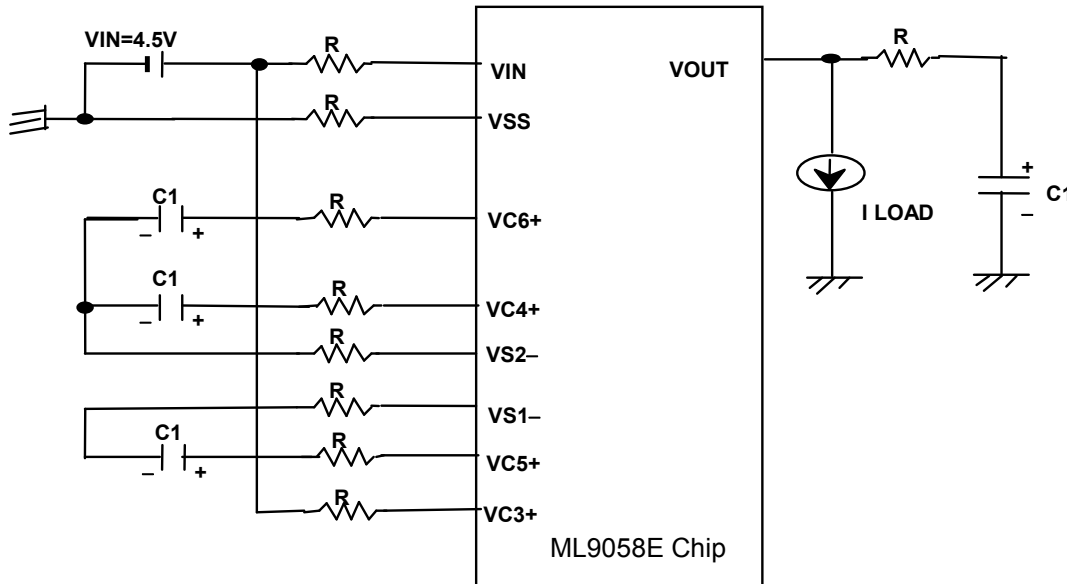 VIN=4.5V
R
VIN
VOUT
R
R
VSS
C1
R
– +
VC6+
+
C1
–
I LOAD
C1
R
– +
VC4+
R
VS2–
R
VS1–
C1
R
– +
VC5+
R
VC3+
ML9058E Chip